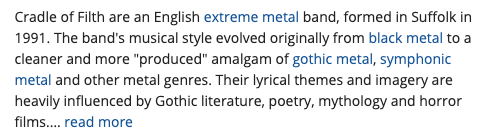 Cradle of Filth are an English extreme metal band, formed in Suffolk in
1991. The band's musical style evolved originally from black metal to a
cleaner and more "produced" amalgam of gothic metal, symphonic
metal and other metal genres. Their lyrical themes and imagery are
heavily influenced by Gothic literature, poetry, mythology and horror
films.... read more